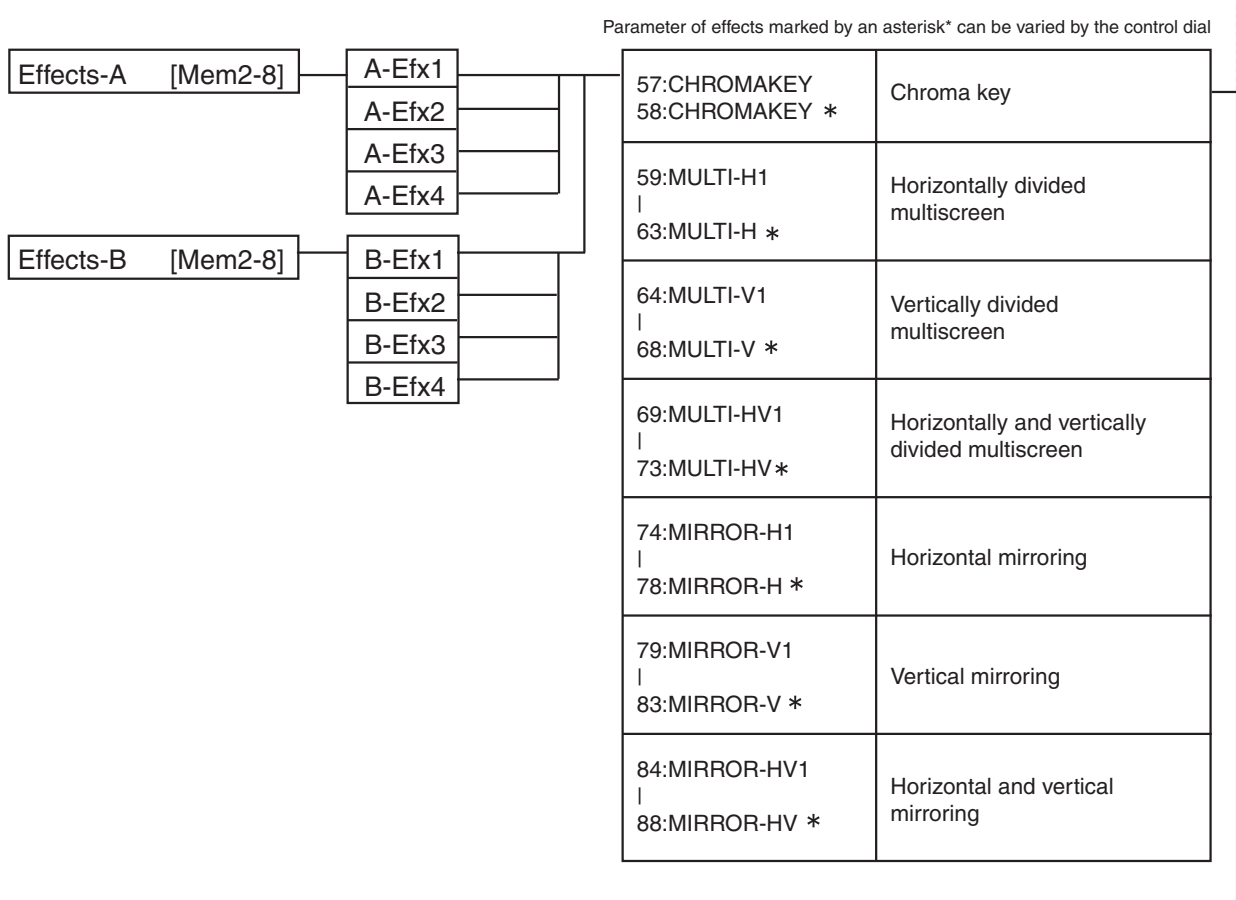 Parameter of effects marked by an asterisk* can be varied by the control dial
Effects-A [Mem2-8]
A-Efx1
A-Efx2
A-Efx3
A-Efx4
Effects-B [Mem2-8]
B-Efx1
B-Efx2
B-Efx3
B-Efx4
57:CHROMAKEY
58:CHROMAKEY *
Chroma key
59:MULTI-H1
|
63:MULTI-H *
Horizontally divided
multiscreen
64:MULTI-V1
|
68:MULTI-V *
Vertically divided
multiscreen
69:MULTI-HV1
|
73:MULTI-HV*
Horizontally and vertically
divided multiscreen
74:MIRROR-H1
|
78:MIRROR-H *
Horizontal mirroring
79:MIRROR-V1
|
83:MIRROR-V *
Vertical mirroring
84:MIRROR-HV1
|
88:MIRROR-HV *
Horizontal and vertical
mirroring